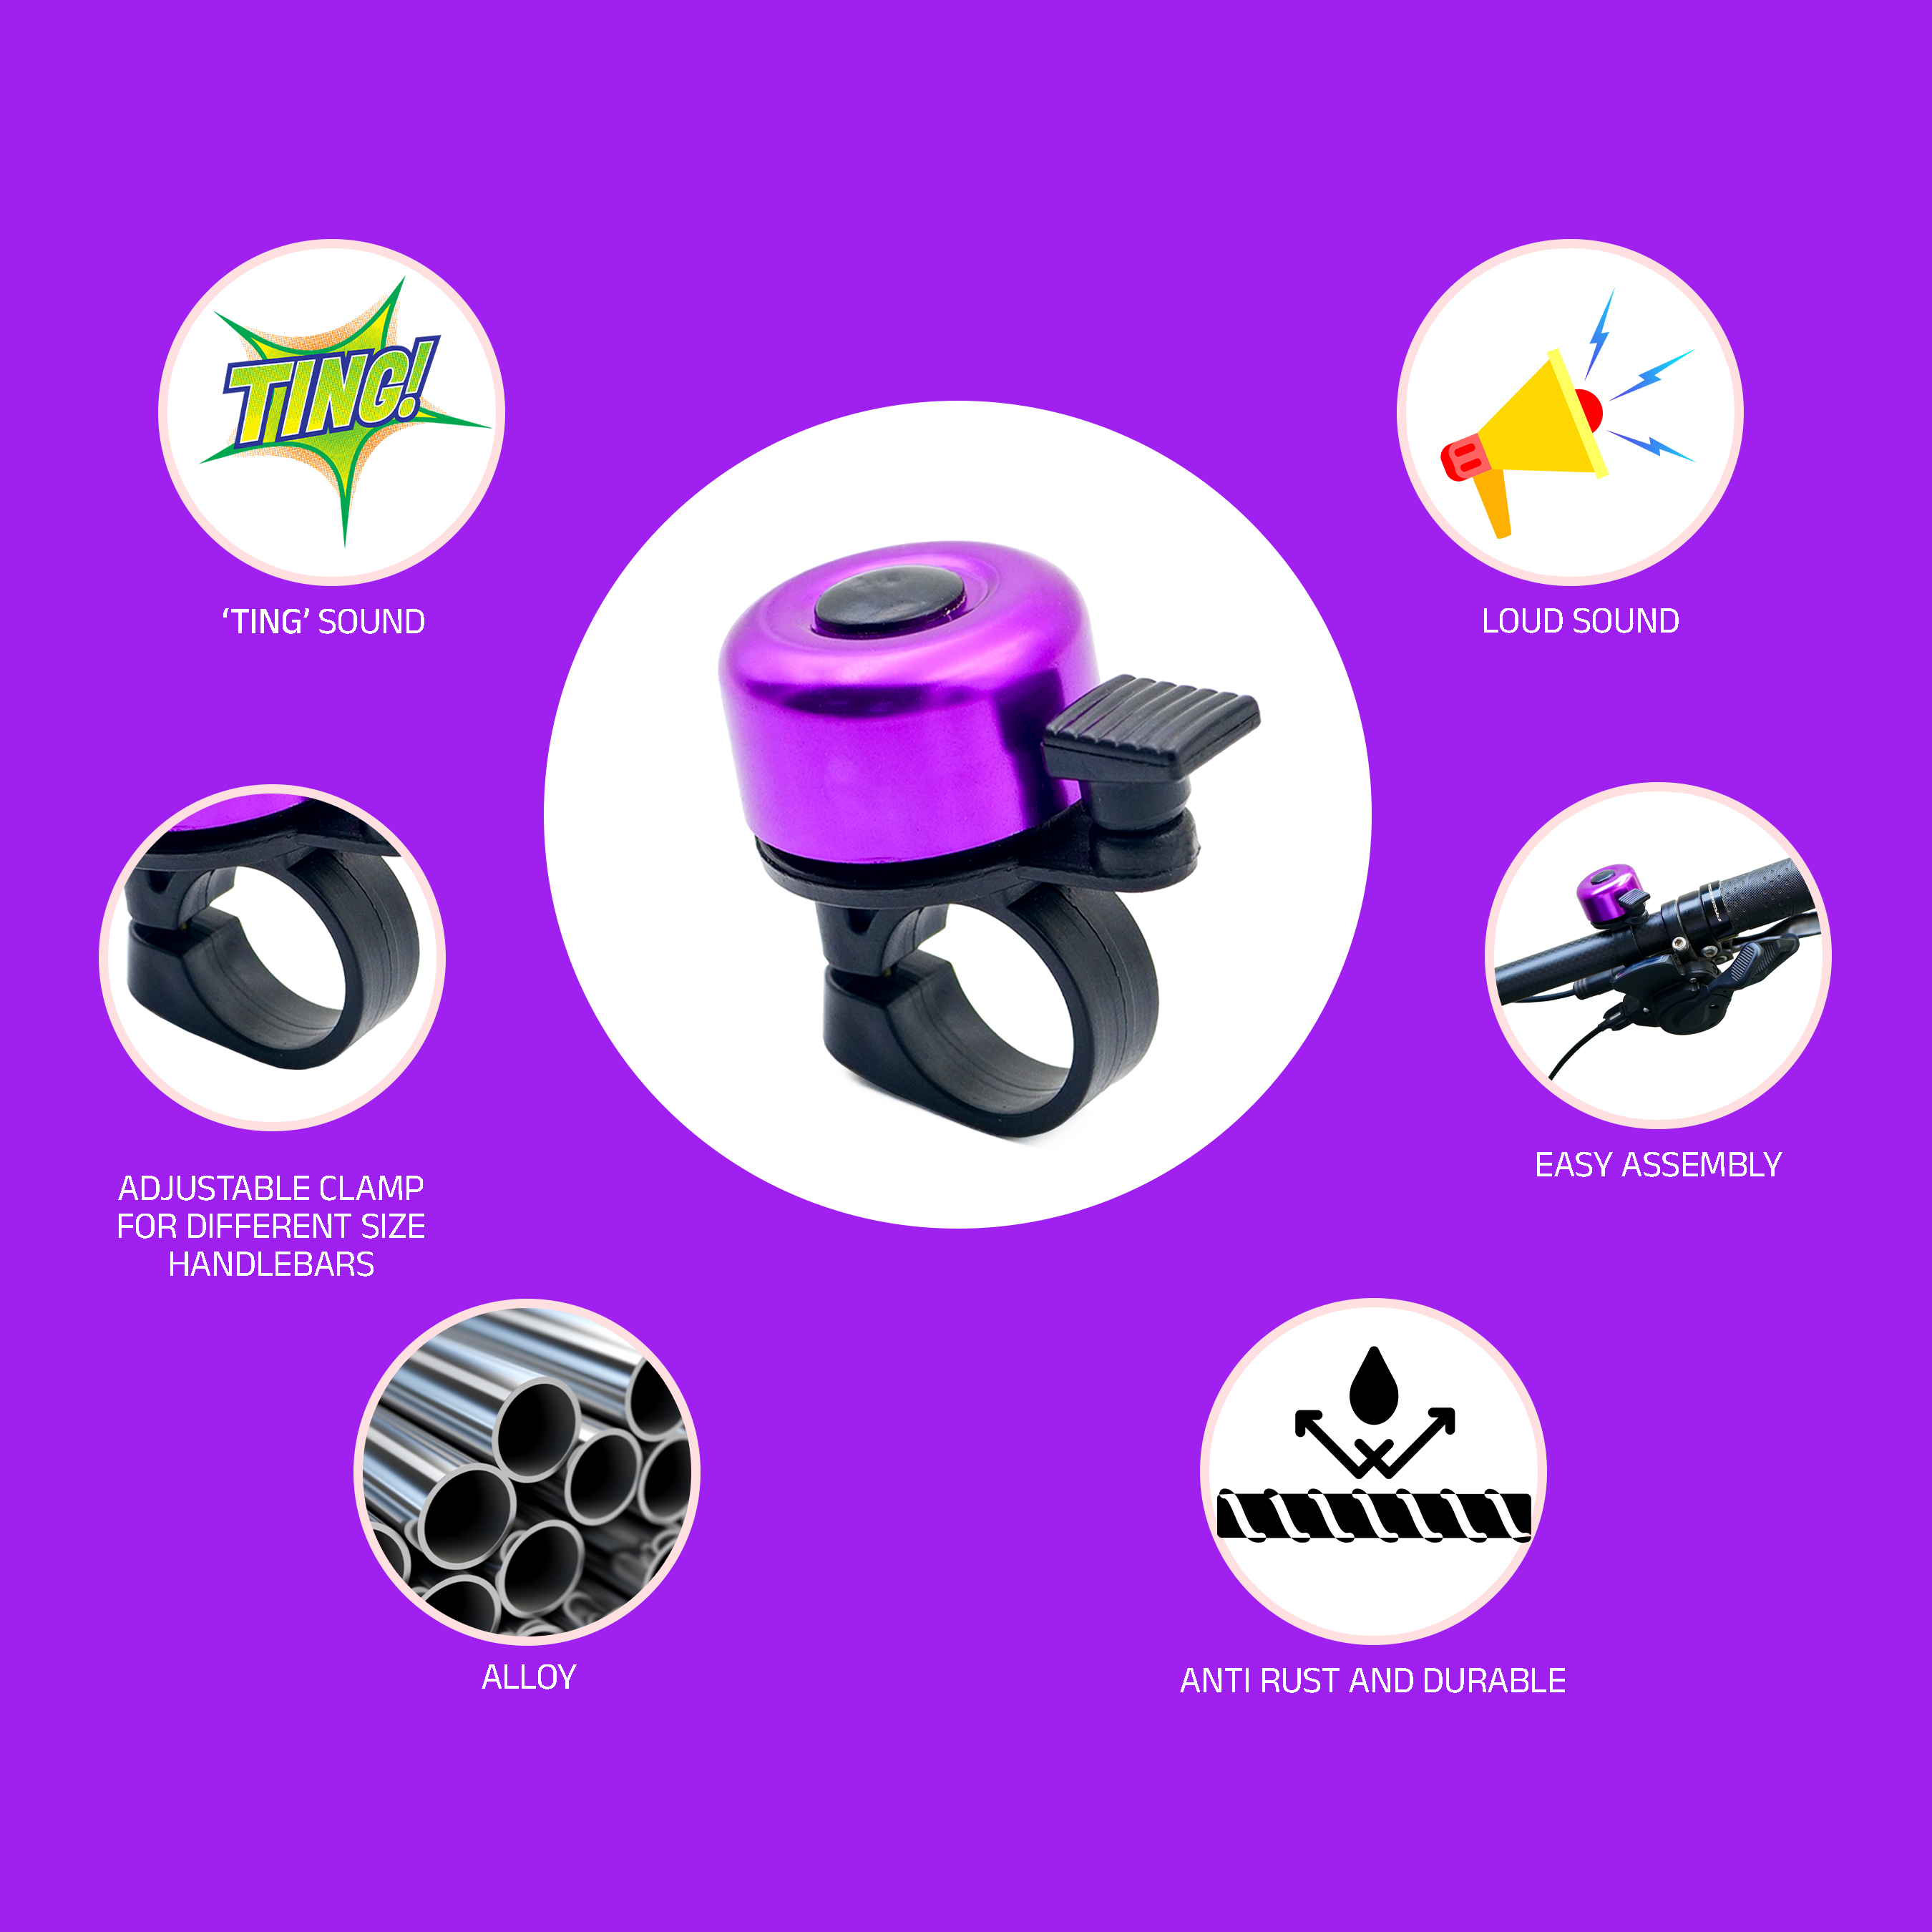 TING!
‘TING’ SOUND
LOUD SOUND
ADJUSTABLE CLAMP
FOR DIFFERENT SIZE
HANDLEBARS
EASY ASSEMBLY
ALLOY
ANTI RUST AND DURABLE